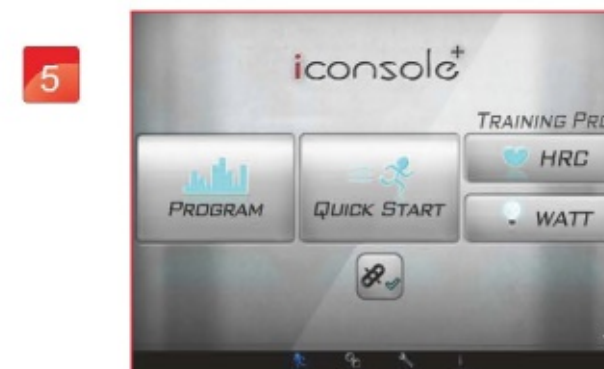 5
iconsole+
TRAINING PRO
HRC
PROGRAM
QUICK START
WATT